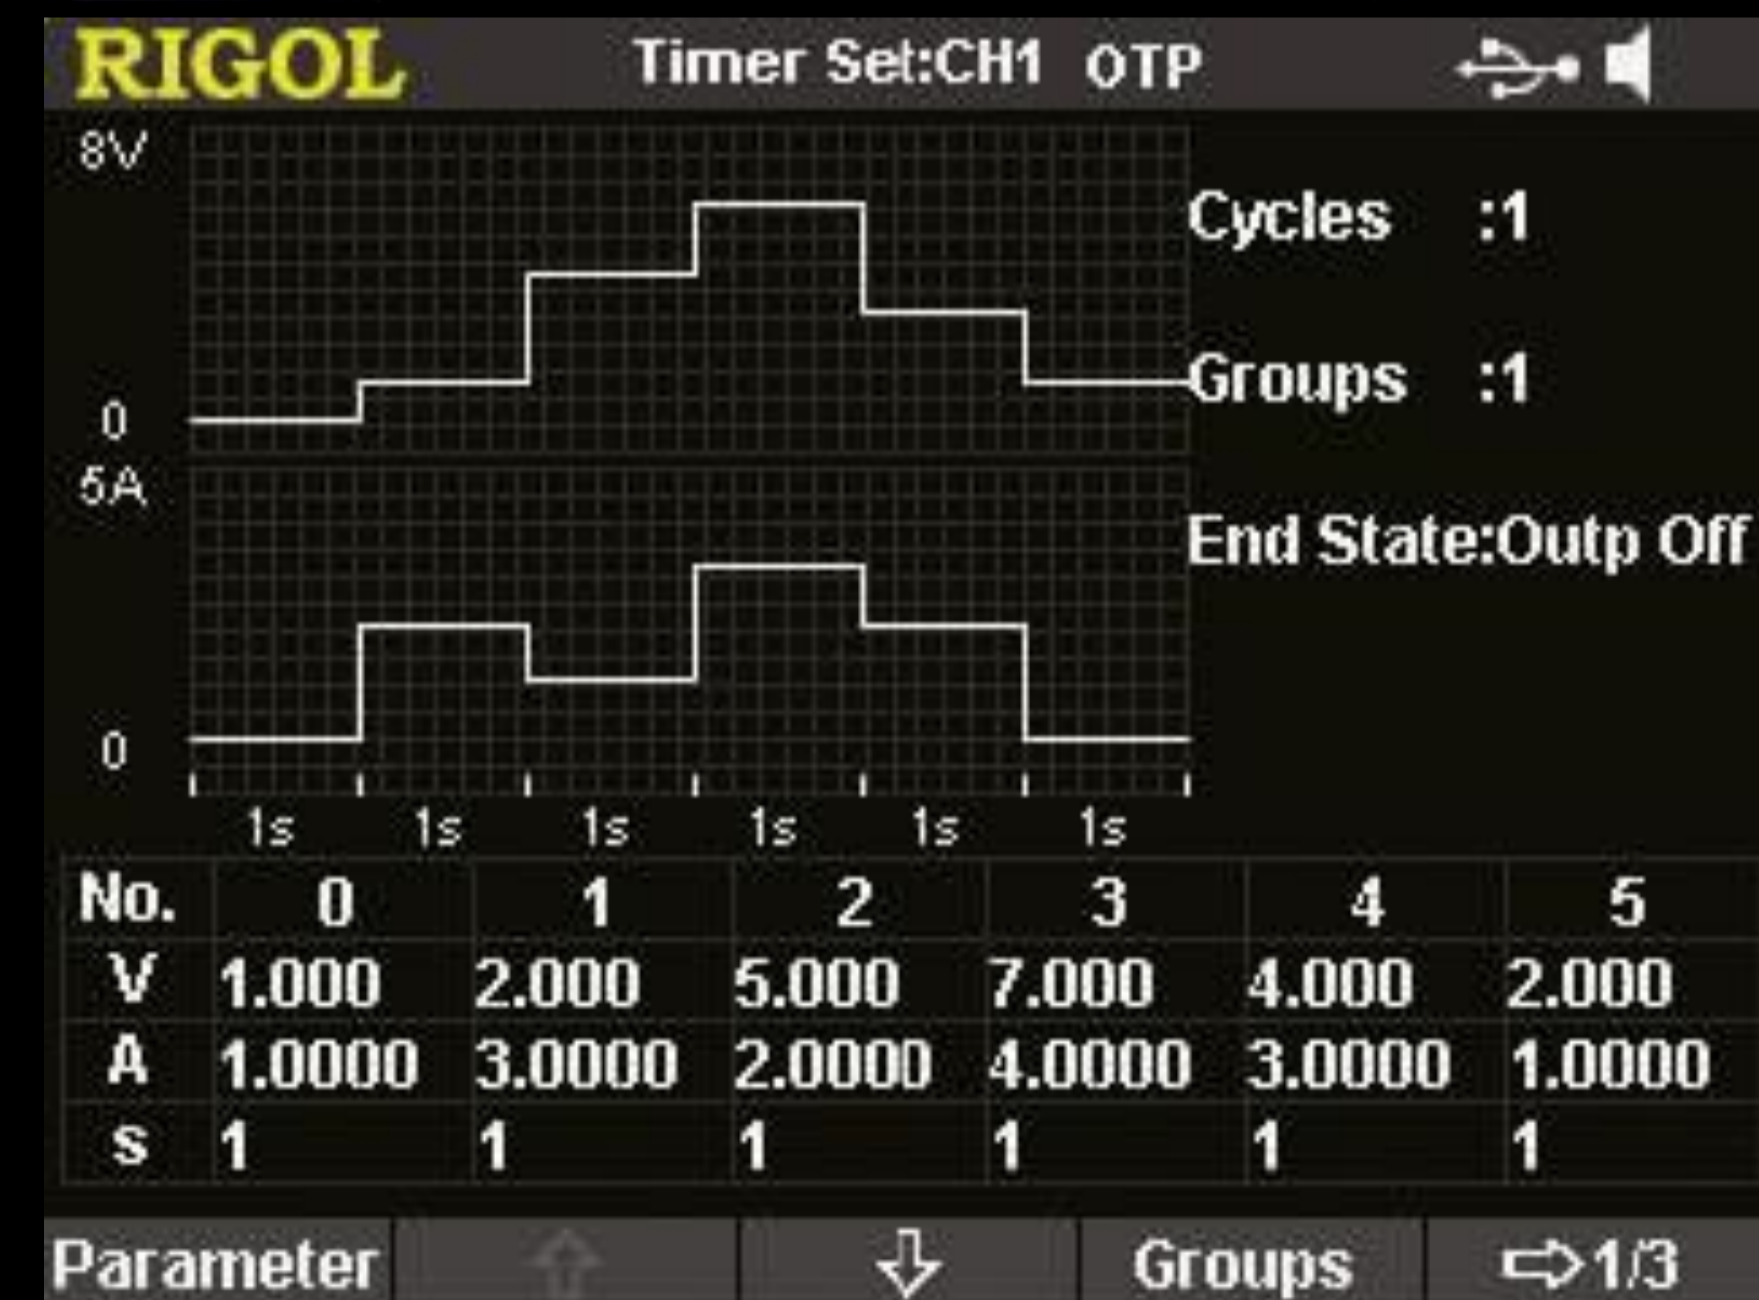 RIGOL Timer Set:CH1 OTP
8V
Cycles :1
Groups :1
0
5A
End State:Outp Off
0
1s 1s 1s 1s 1s 1s
No. 0 1 2 3 4 5
V 1.000 2.000 5.000 7.000 4.000 2.000
A 1.0000 3.0000 2.0000 4.0000 3.0000 1.0000
s 1 1 1 1 1 1
Parameter Groups 1/3